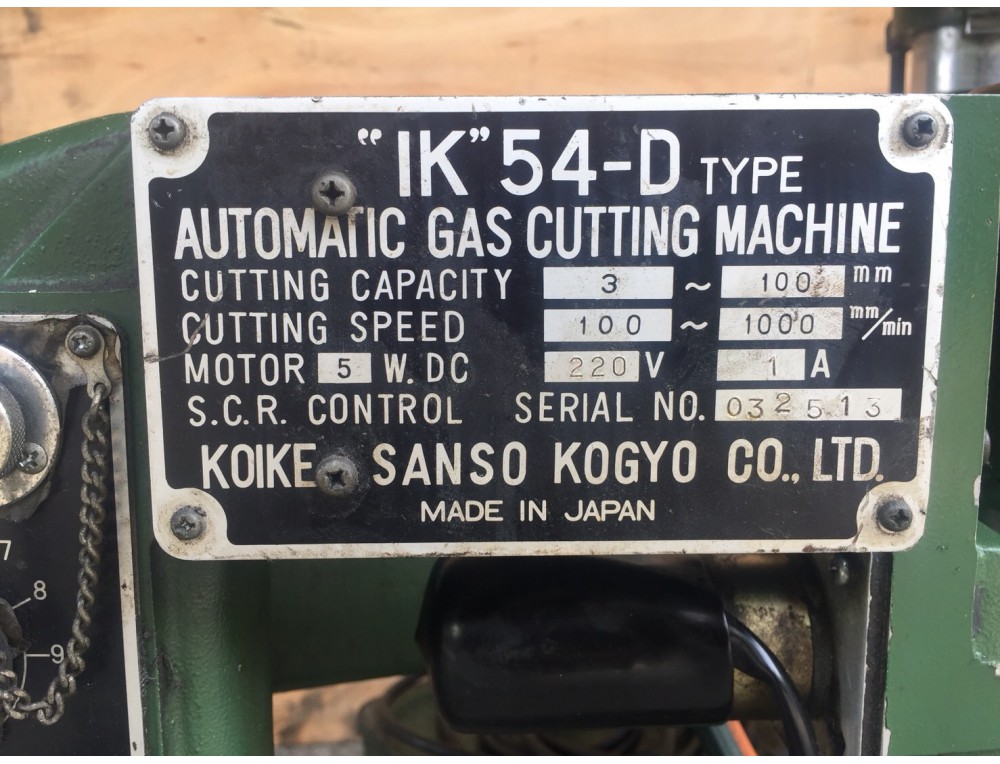 “IK” 54-D TYPE
AUTOMATIC GAS CUTTING MACHINE
CUTTING CAPACITY 3 ~ 100 mm
CUTTING SPEED 100 ~ 1000 mm/min
MOTOR 5 W. DC 220 V 1 A
S.C.R. CONTROL SERIAL NO. 032513
KOIKE SANSO KOGYO CO., LTD.
MADE IN JAPAN
7
8
9